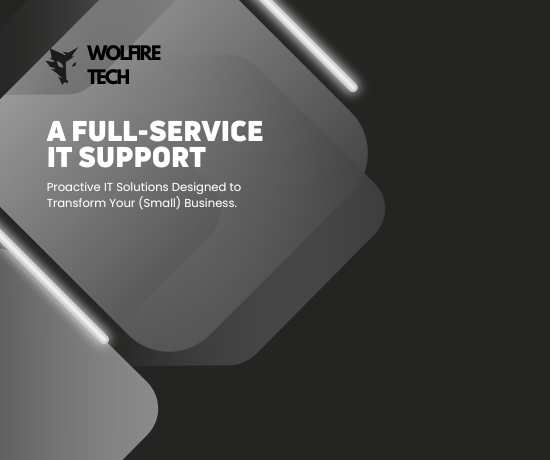 WOLFIRE
TECH
A FULL-SERVICE
IT SUPPORT
Proactive IT Solutions Designed to
Transform Your (Small) Business.